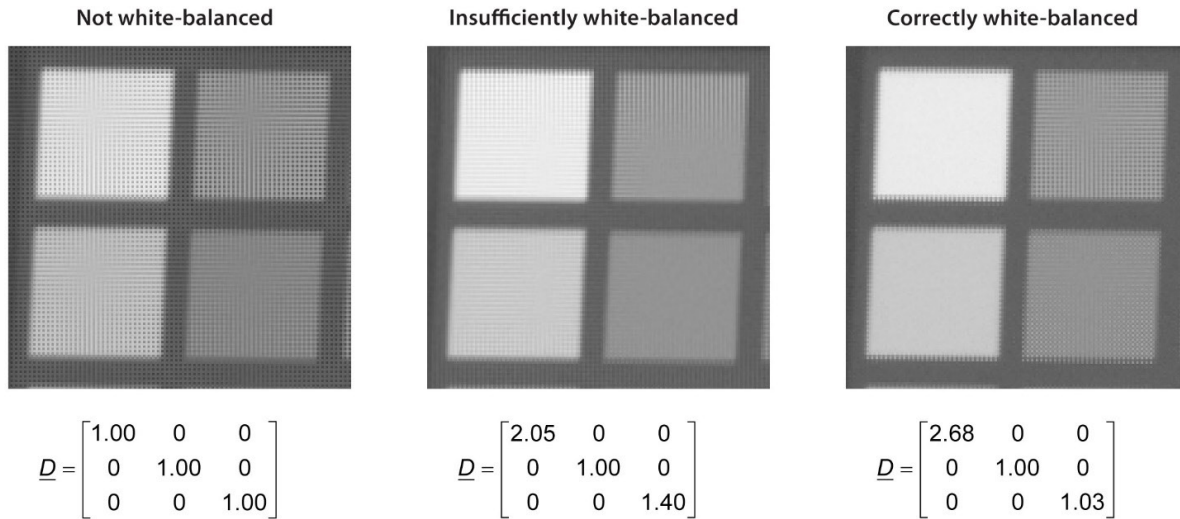 Not white-balanced
Insufficiently white-balanced
Correctly white-balanced
D = [1.00 0 0
0 1.00 0
0 0 1.00]
D = [2.05 0 0
0 1.00 0
0 0 1.40]
D = [2.68 0 0
0 1.00 0
0 0 1.03]